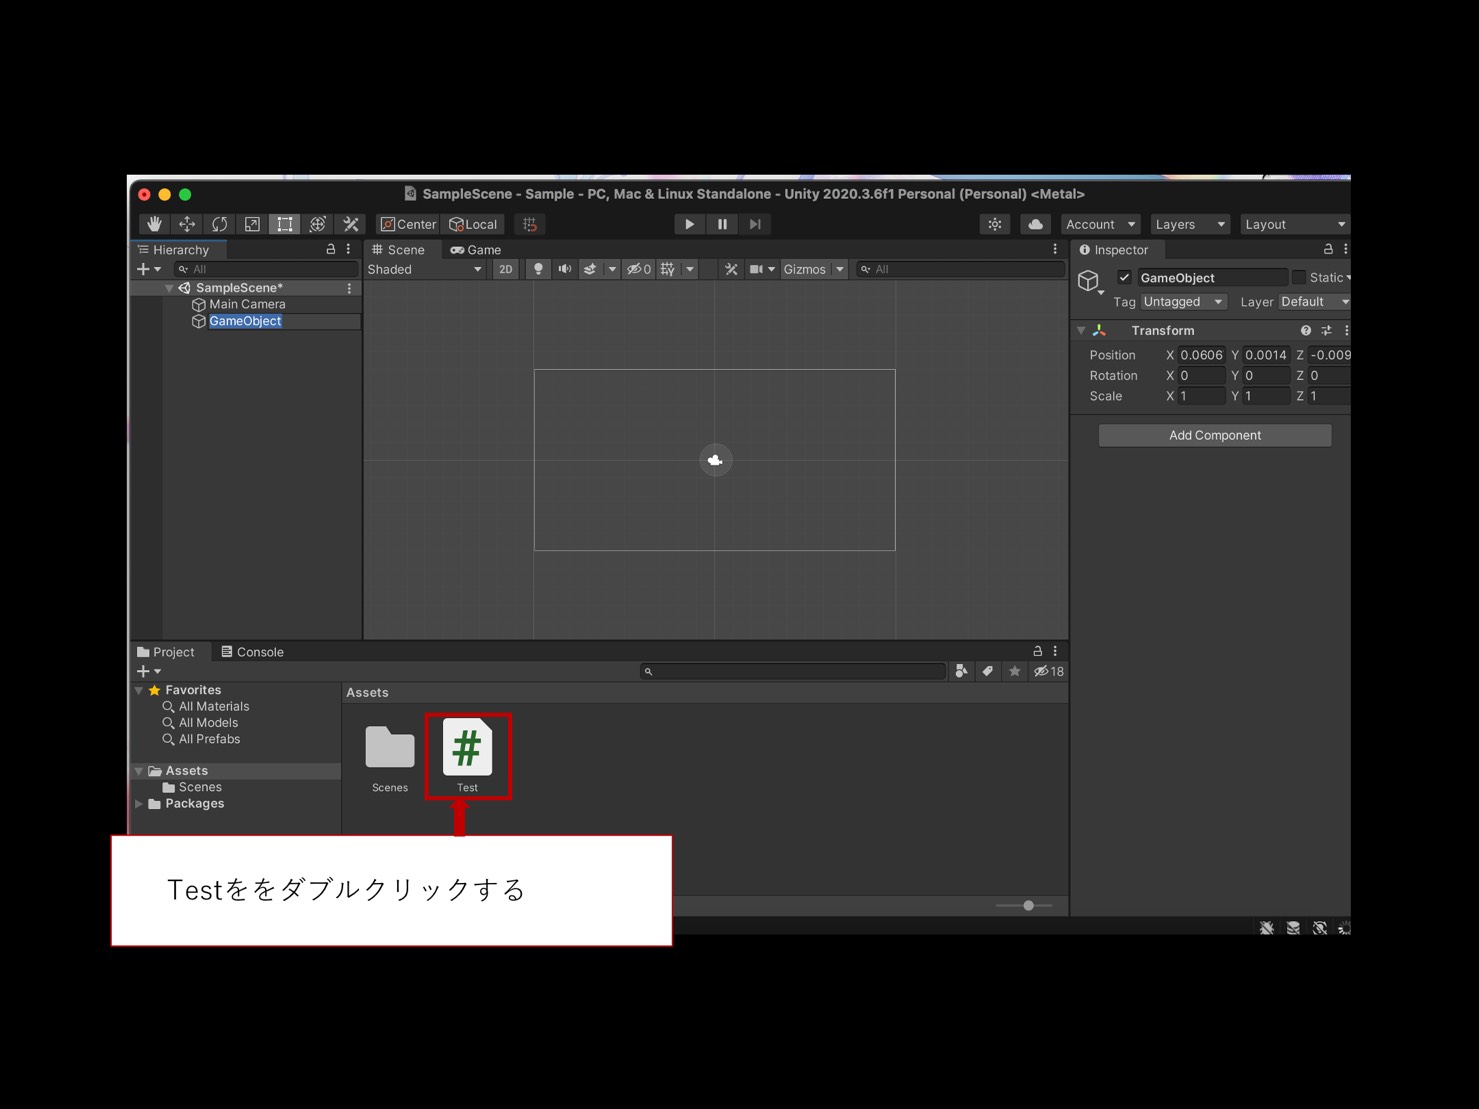 SampleScene - Sample - PC, Mac & Linux Standalone - Unity 2020.3.6f1 Personal (Personal) <Metal>
Center Local Account Layers Layout
Hierarchy
All
SampleScene*
Main Camera
GameObject
Scene Game
Shaded 2D 0 Gizmos All
Inspector
GameObject Static
Tag Untagged Layer Default
Transform
Position X 0.0606 Y 0.0014 Z -0.009
Rotation X 0 Y 0 Z 0
Scale X 1 Y 1 Z 1
Add Component
Project Console
18
Favorites
All Materials
All Models
All Prefabs
Assets
Scenes
Packages
Assets
#
Scenes Test
Testををダブルクリックする